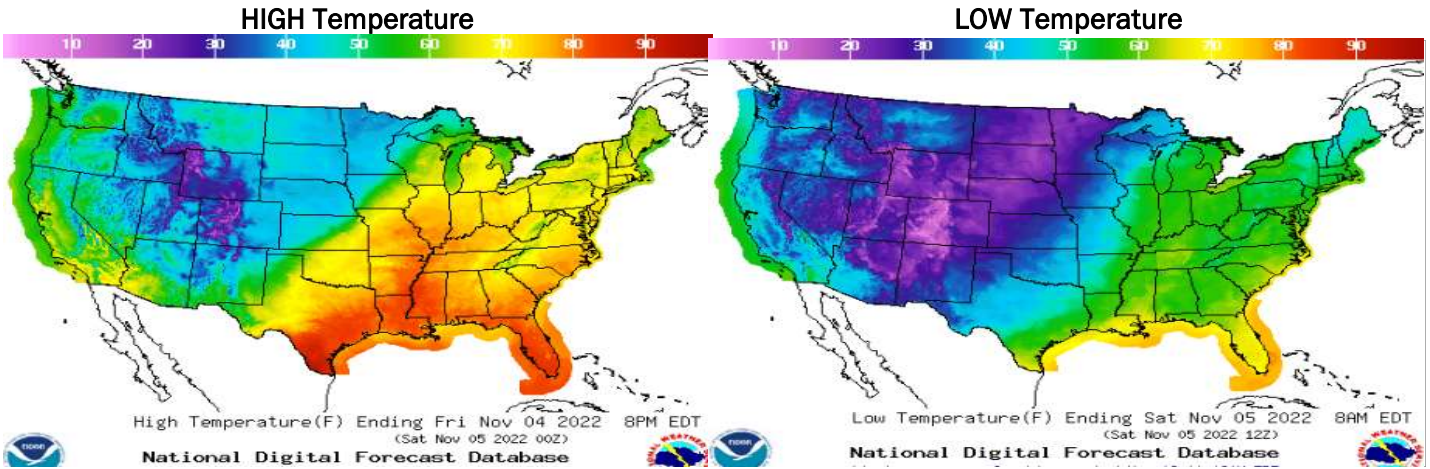 HIGH Temperature
10 20 30 40 50 60 70 80 90
High Temperature(F) Ending Fri Nov 04 2022 8PM EDT
(Sat Nov 05 2022 00Z)
National Digital Forecast Database
noaa
LOW Temperature
10 20 30 40 50 60 70 80 90
Low Temperature(F) Ending Sat Nov 05 2022 8AM EDT
(Sat Nov 05 2022 12Z)
National Digital Forecast Database
noaa